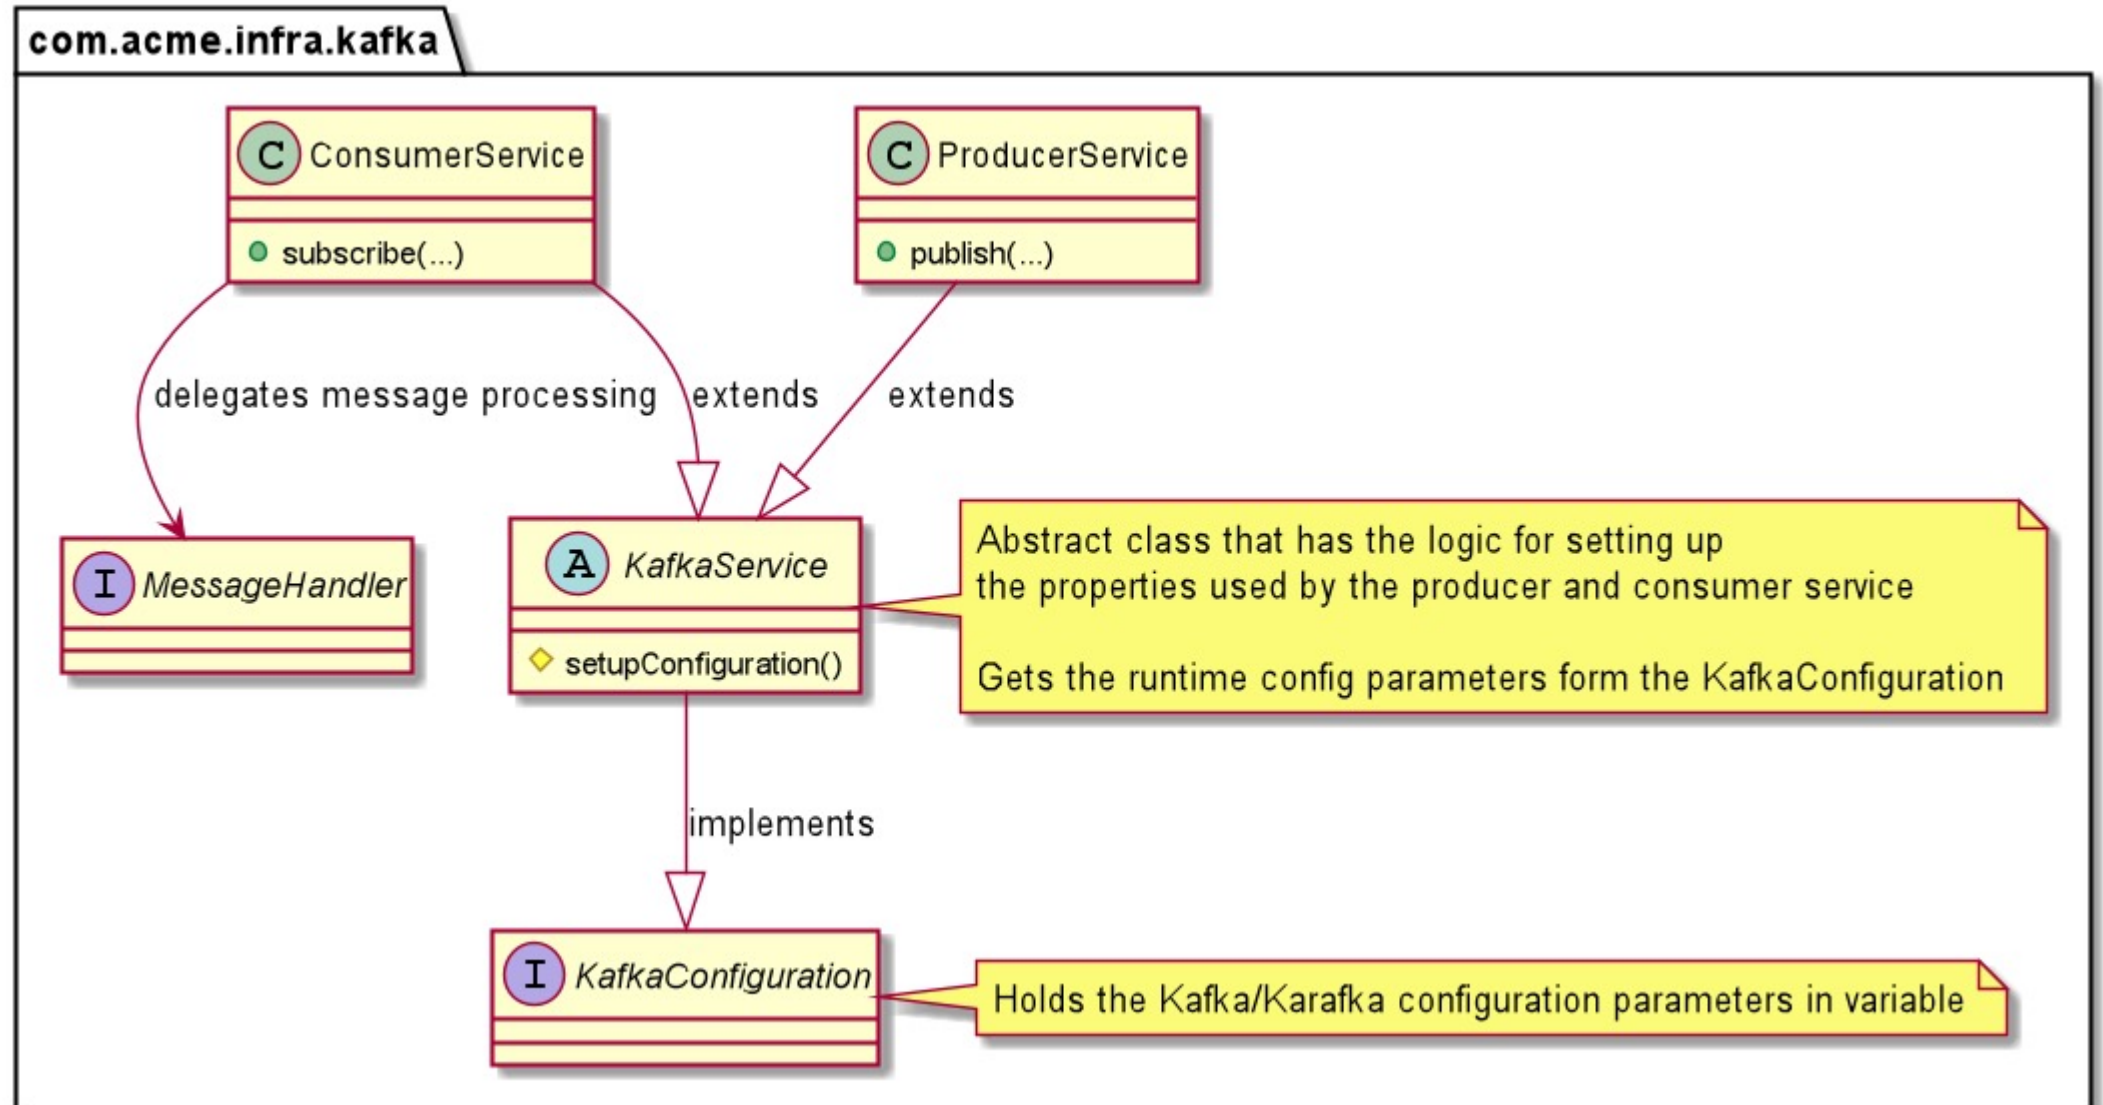 com.acme.infra.kafka
C ConsumerService
subscribe(...)
C ProducerService
publish(...)
delegates message processing
extends
extends
I MessageHandler
A KafkaService
setupConfiguration()
Abstract class that has the logic for setting up
the properties used by the producer and consumer service
Gets the runtime config parameters form the KafkaConfiguration
implements
I KafkaConfiguration
Holds the Kafka/Karafka configuration parameters in variable